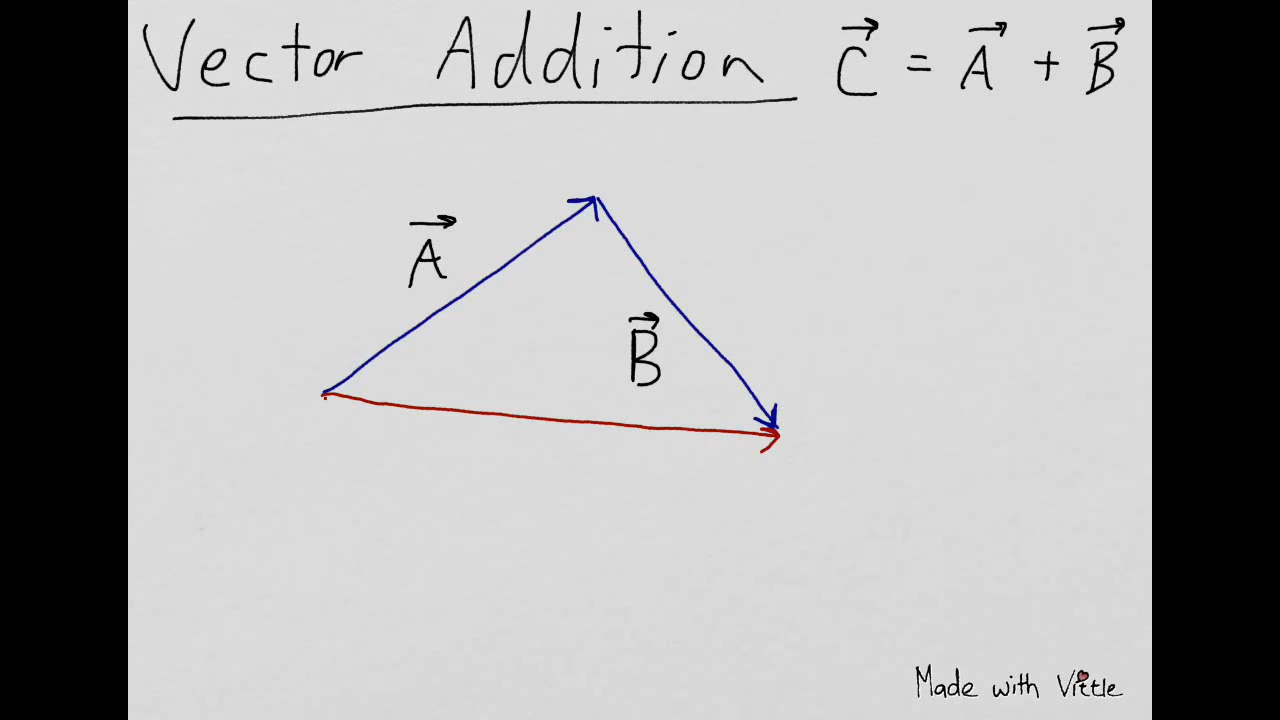 Vector Addition C⃗ = A⃗ + B⃗
A⃗
B⃗
Made with Vittle